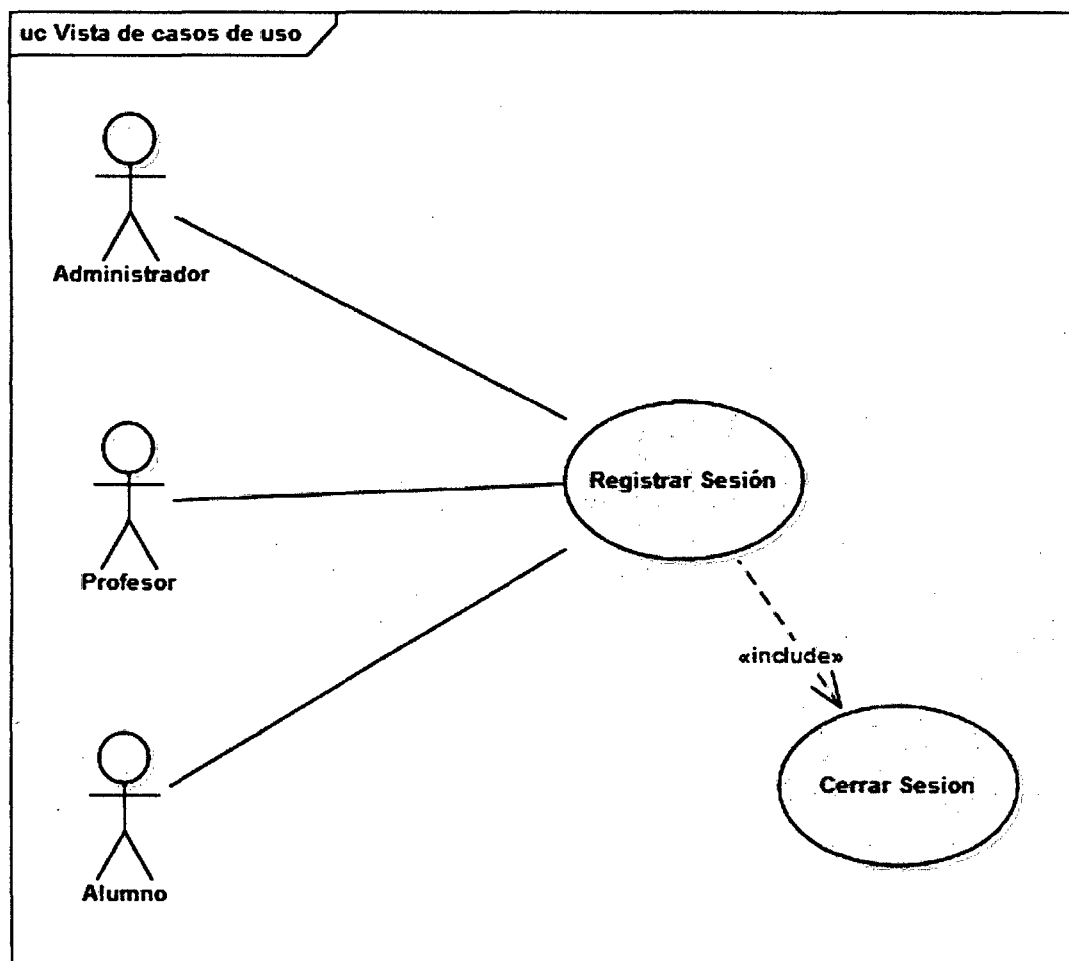 uc Vista de casos de uso
Administrador
Registrar Sesión
Profesor
«include»
Cerrar Sesion
Alumno